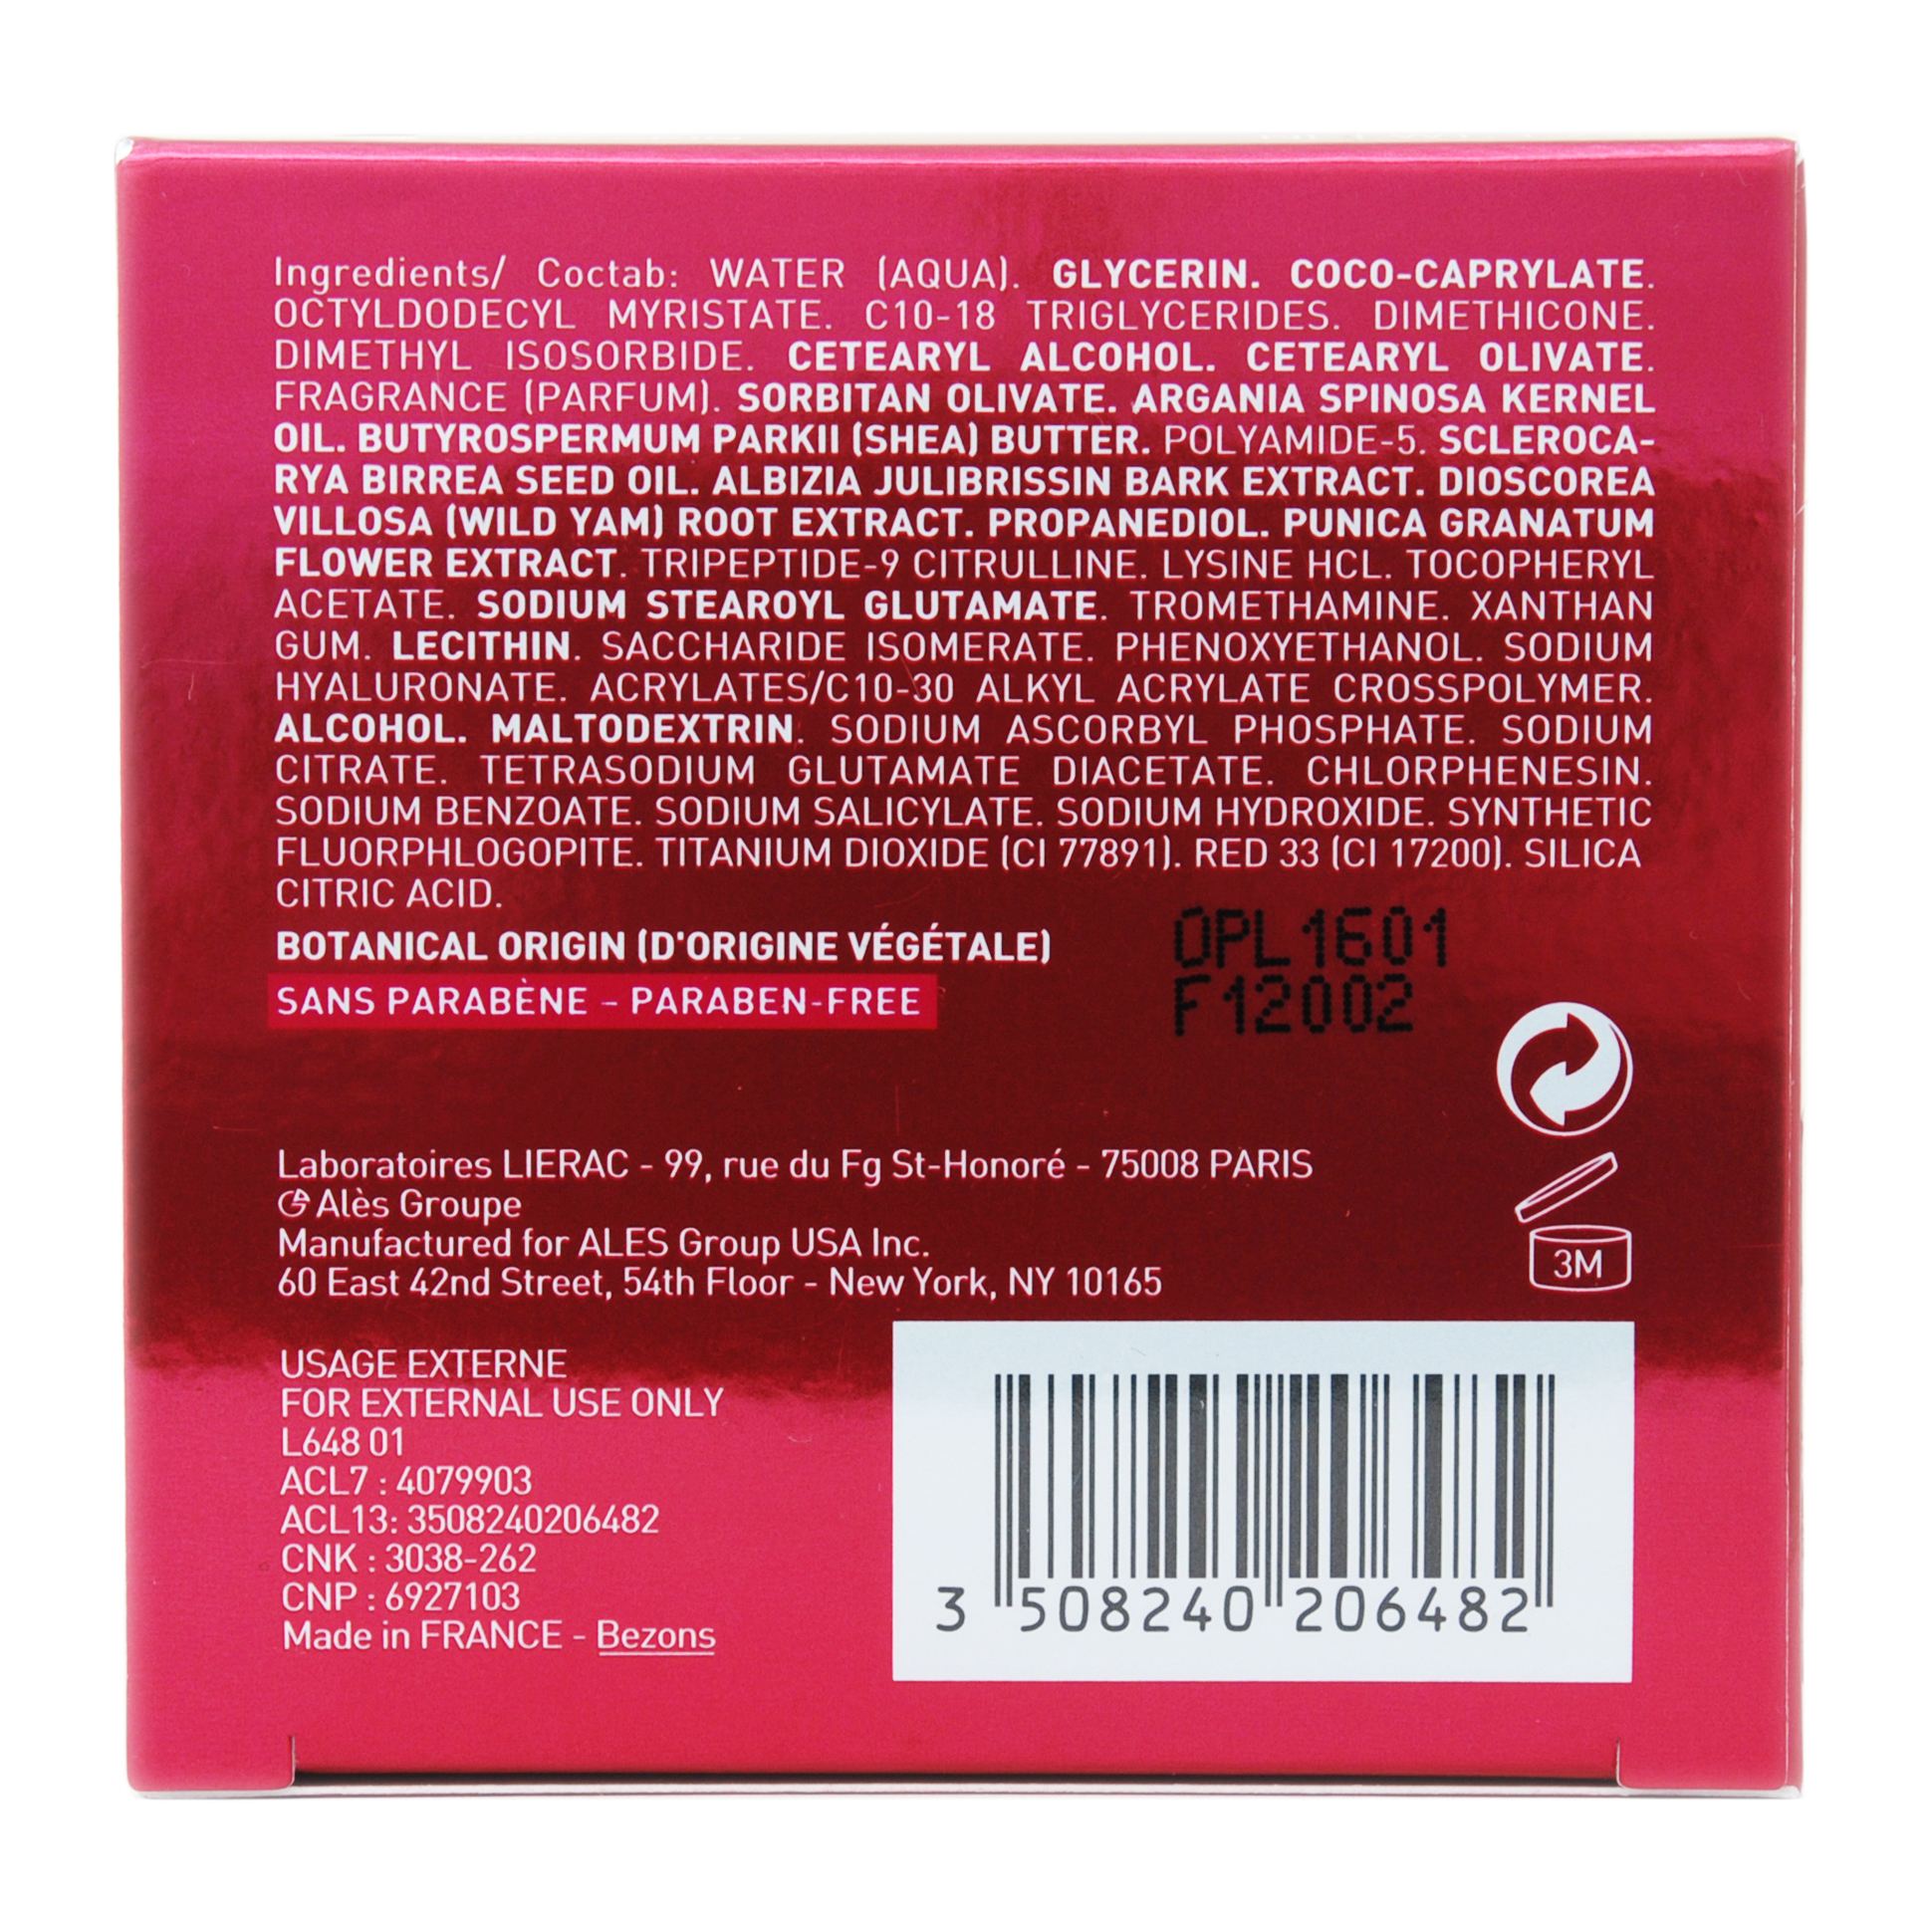 Ingredients/ Coctab: WATER (AQUA). GLYCERIN. COCO-CAPRYLATE.
OCTYLDODECYL MYRISTATE. C10-18 TRIGLYCERIDES. DIMETHICONE.
DIMETHYL ISOSORBIDE. CETEARYL ALCOHOL. CETEARYL OLIVATE.
FRAGRANCE (PARFUM). SORBITAN OLIVATE. ARGANIA SPINOSA KERNEL
OIL. BUTYROSPERMUM PARKII (SHEA) BUTTER. POLYAMIDE-5. SCLEROCA-
RYA BIRREA SEED OIL. ALBIZIA JULIBRISSIN BARK EXTRACT. DIOSCOREA
VILLOSA (WILD YAM) ROOT EXTRACT. PROPANEDIOL. PUNICA GRANATUM
FLOWER EXTRACT. TRIPEPTIDE-9 CITRULLINE. LYSINE HCL. TOCOPHERYL
ACETATE. SODIUM STEAROYL GLUTAMATE. TROMETHAMINE. XANTHAN
GUM. LECITHIN. SACCHARIDE ISOMERATE. PHENOXYETHANOL. SODIUM
HYALURONATE. ACRYLATES/C10-30 ALKYL ACRYLATE CROSSPOLYMER.
ALCOHOL. MALTODEXTRIN. SODIUM ASCORBYL PHOSPHATE. SODIUM
CITRATE. TETRASODIUM GLUTAMATE DIACETATE. CHLORPHENESIN.
SODIUM BENZOATE. SODIUM SALICYLATE. SODIUM HYDROXIDE. SYNTHETIC
FLUORPHLOGOPITE. TITANIUM DIOXIDE (CI 77891). RED 33 (CI 17200). SILICA
CITRIC ACID.
BOTANICAL ORIGIN (D'ORIGINE VÉGÉTALE)
SANS PARABÈNE - PARABEN-FREE
OPL1601
F12002
Laboratoires LIERAC - 99, rue du Fg St-Honoré - 75008 PARIS
Alès Groupe
Manufactured for ALES Group USA Inc.
60 East 42nd Street, 54th Floor - New York, NY 10165
3M
USAGE EXTERNE
FOR EXTERNAL USE ONLY
L648 01
ACL7 : 4079903
ACL13: 3508240206482
CNK : 3038-262
CNP : 6927103
Made in FRANCE - Bezons
3 508240 206482